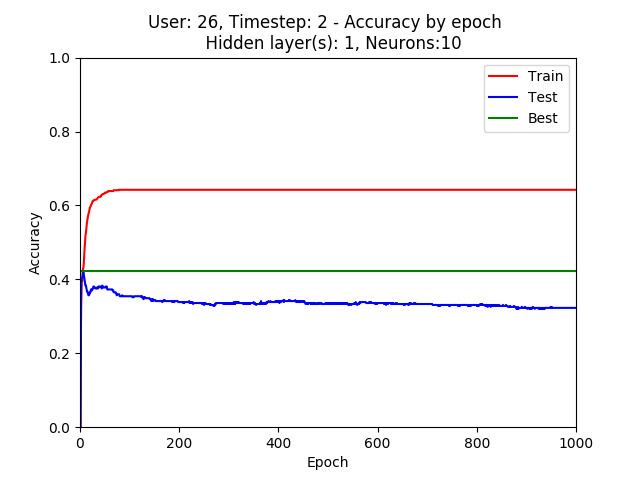 User: 26, Timestep: 2 - Accuracy by epoch
Hidden layer(s): 1, Neurons:10
1.0
0.8
0.6
0.4
0.2
0.0
Accuracy
Train
Test
Best
0 200 400 600 800 1000
Epoch